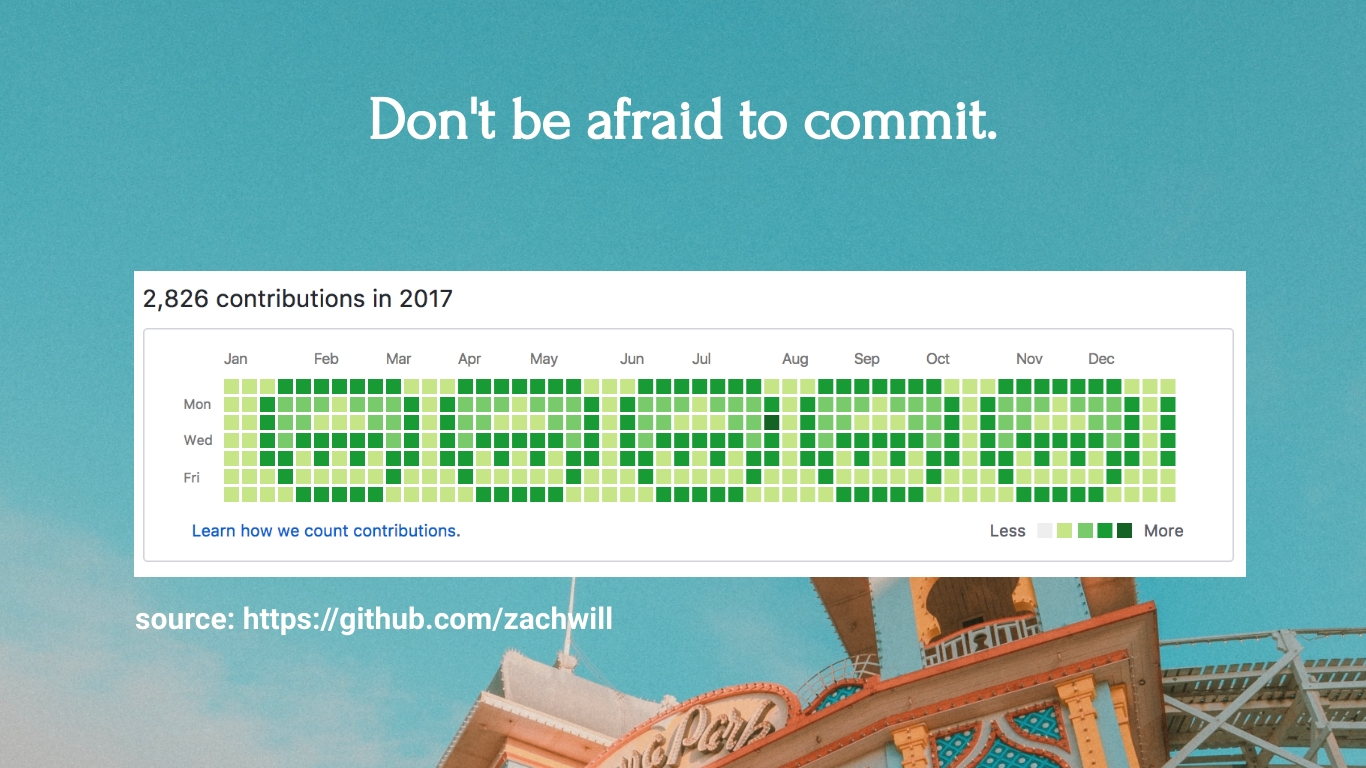 Don't be afraid to commit.
2,826 contributions in 2017
Jan Feb Mar Apr May Jun Jul Aug Sep Oct Nov Dec
Mon
Wed
Fri
Learn how we count contributions.
Less More
source: https://github.com/zachwill
Park